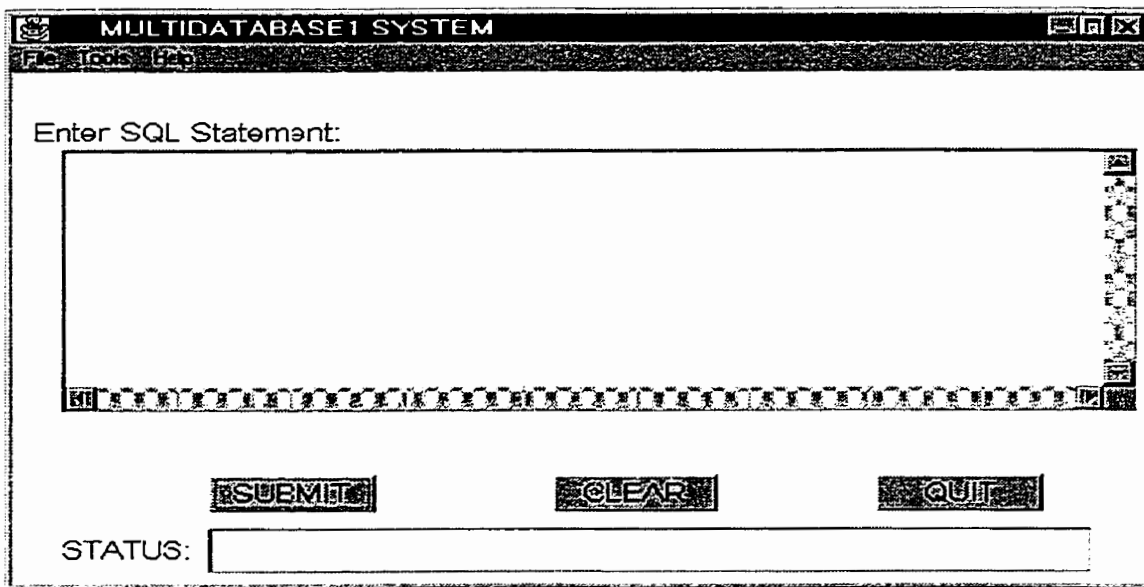 MULTIDATABASE1 SYSTEM
File Tools Help
Enter SQL Statement:
SUBMIT CLEAR QUIT
STATUS: